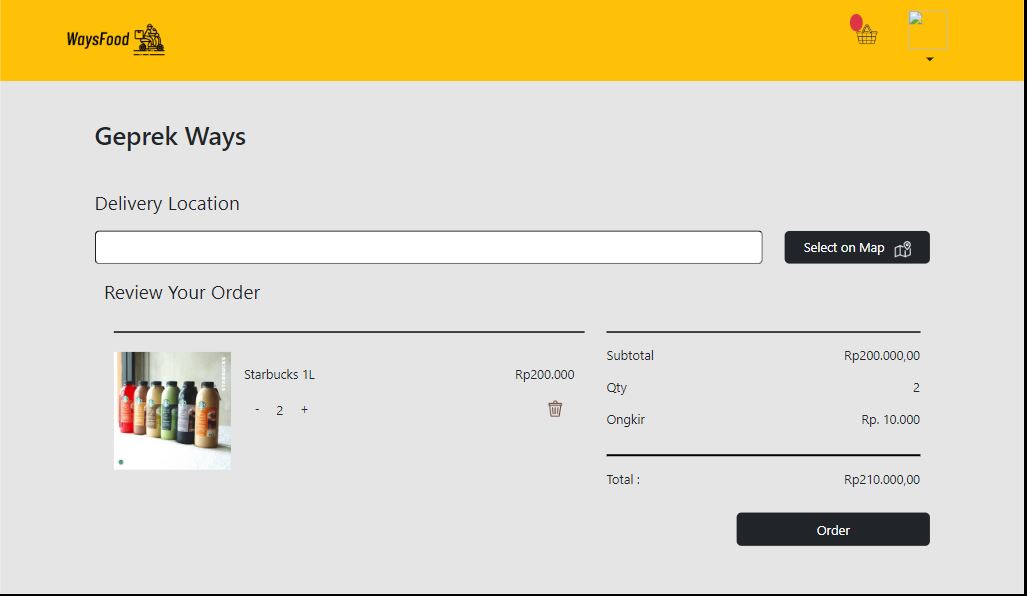 WaysFood
Geprek Ways
Delivery Location
Select on Map
Review Your Order
Starbucks 1L
Rp200.000
- 2 +
Subtotal
Rp200.000,00
Qty
2
Ongkir
Rp. 10.000
Total :
Rp210.000,00
Order